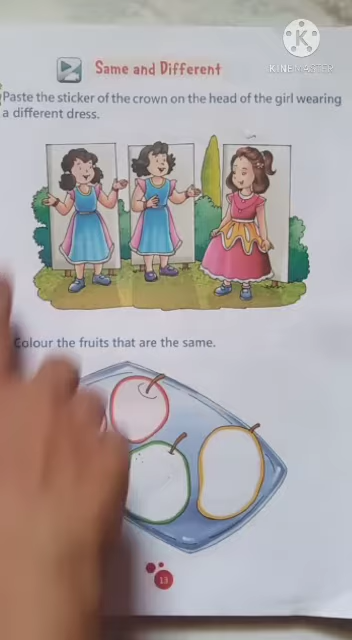 KINEMASTER
Same and Different
Paste the sticker of the crown on the head of the girl wearing
a different dress.
Colour the fruits that are the same.
13